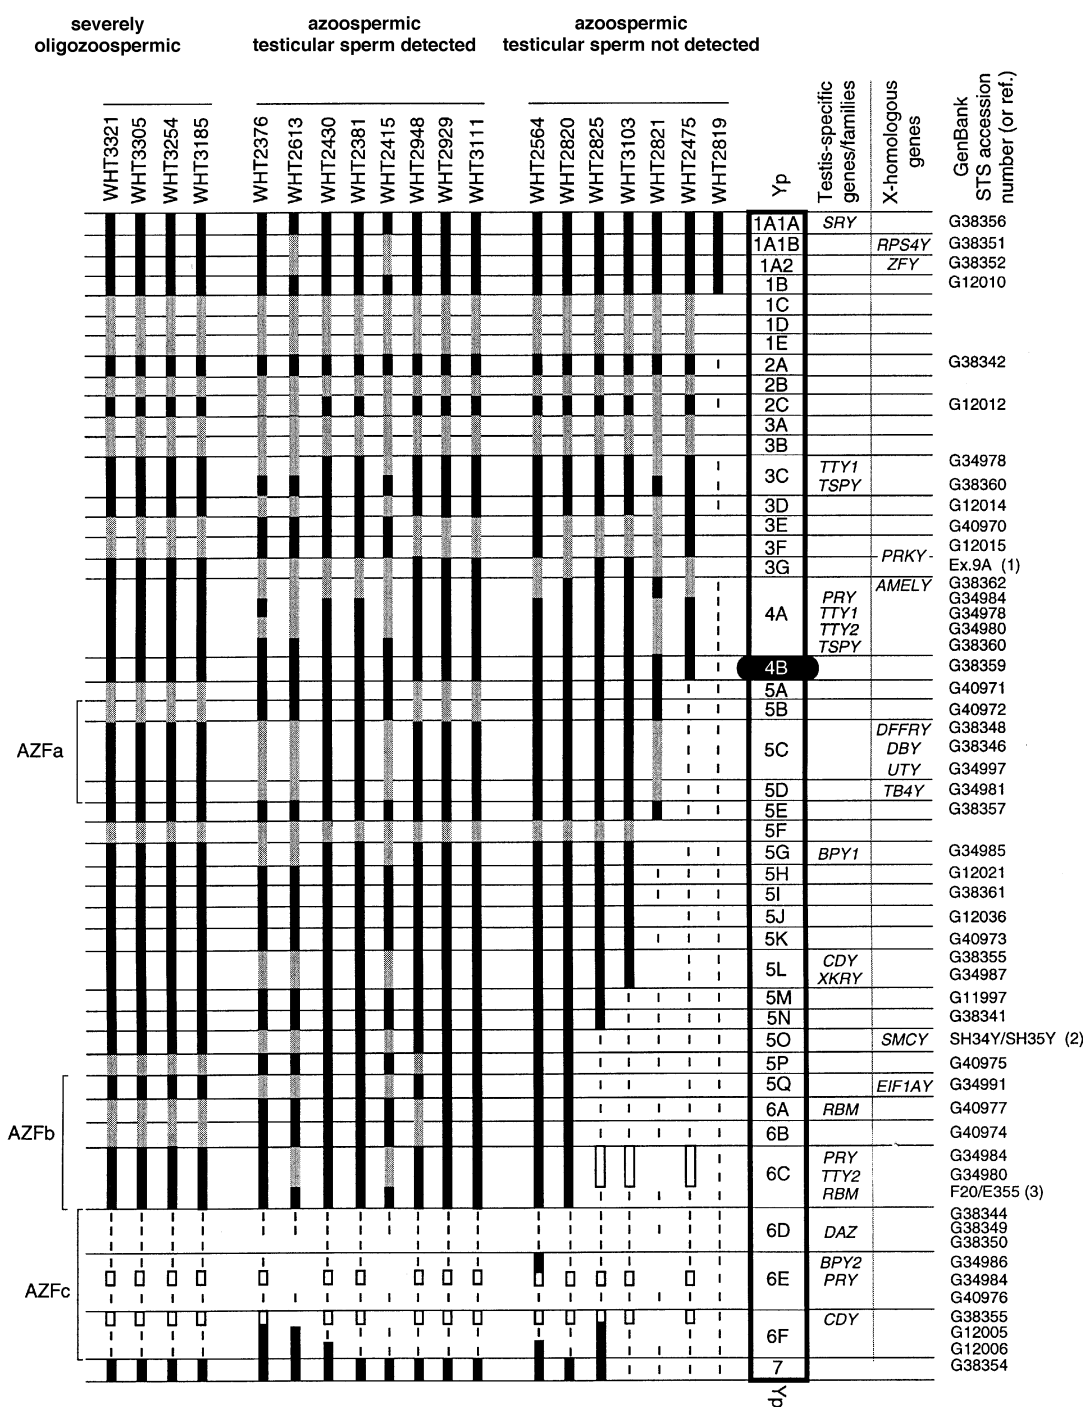 severely
oligozoospermic
azoospermic
testicular sperm detected
azoospermic
testicular sperm not detected
WHT3321
WHT3305
WHT3254
WHT3185
WHT2376
WHT2613
WHT2430
WHT2381
WHT2415
WHT2948
WHT2929
WHT3111
WHT2564
WHT2820
WHT2825
WHT3103
WHT2821
WHT2475
WHT2819
Yp
Testis-specific
genes/families
X-homologous
genes
GenBank
STS accession
number (or ref.)
1A1A SRY G38356
1A1B RPS4Y G38351
1A2 ZFY G38352
1B G12010
1C
1D
1E
2A G38342
2B
2C G12012
3A
3B
3C TTY1 G34978
TSPY G38360
3D G12014
3E G40970
3F G12015
PRKY
3G Ex.9A (1)
AMELY G38362
4A PRY G34984
TTY1 G34978
TTY2 G34980
TSPY G38360
4B G38359
5A G40971
5B G40972
AZFa
5C DFFRY G38348
DBY G38346
UTY G34997
5D TB4Y G34981
5E G38357
5F
5G BPY1 G34985
5H G12021
5I G38361
5J G12036
5K G40973
5L CDY G38355
XKRY G34987
5M G11997
5N G38341
5O SMCY SH34Y/SH35Y (2)
5P G40975
5Q EIF1AY G34991
AZFb
6A RBM G40977
6B G40974
6C PRY G34984
TTY2 G34980
RBM F20/E355 (3)
AZFc
6D DAZ G38344
G38349
G38350
6E BPY2 G34986
PRY G34984
G40976
6F CDY G38355
G12005
G12006
7 G38354
Yp